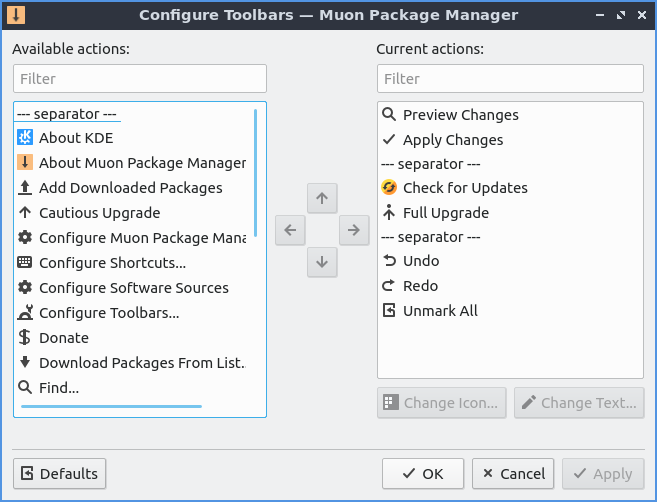 Configure Toolbars — Muon Package Manager
Available actions:
Current actions:
Filter
Filter
--- separator ---
About KDE
About Muon Package Manager
Add Downloaded Packages
Cautious Upgrade
Configure Muon Package Mana
Configure Shortcuts...
Configure Software Sources
Configure Toolbars...
Donate
Download Packages From List..
Find...
Preview Changes
Apply Changes
--- separator ---
Check for Updates
Full Upgrade
--- separator ---
Undo
Redo
Unmark All
Change Icon...
Change Text...
Defaults
OK
Cancel
Apply